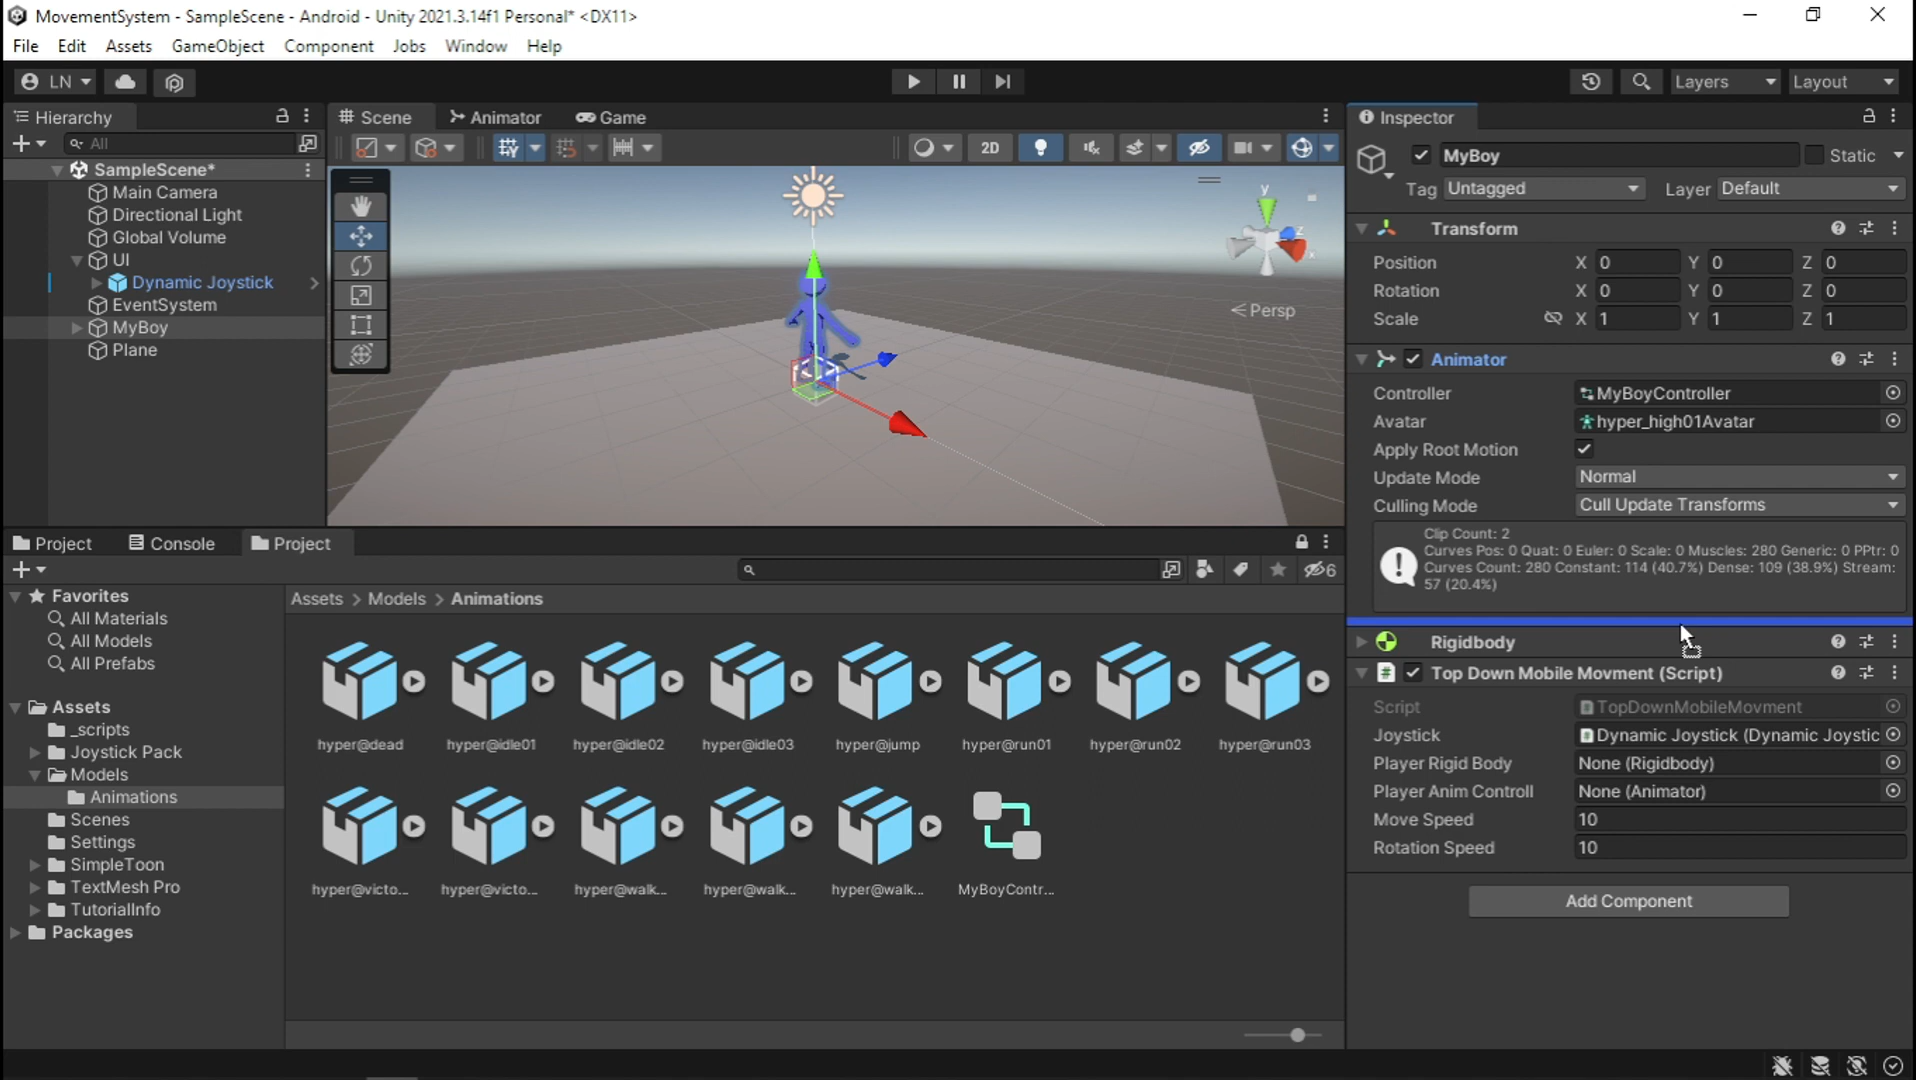 MovementSystem - SampleScene - Android - Unity 2021.3.14f1 Personal* <DX11>
File Edit Assets GameObject Component Jobs Window Help
LN Layers Layout
Hierarchy
All
SampleScene*
Main Camera
Directional Light
Global Volume
UI
Dynamic Joystick
EventSystem
MyBoy
Plane
Scene Animator Game
2D
y
z
x
Persp
Inspector
MyBoy Static
Tag Untagged Layer Default
Transform
Position X 0 Y 0 Z 0
Rotation X 0 Y 0 Z 0
Scale X 1 Y 1 Z 1
Animator
Controller MyBoyController
Avatar hyper_high01Avatar
Apply Root Motion
Update Mode Normal
Culling Mode Cull Update Transforms
Clip Count: 2
Curves Pos: 0 Quat: 0 Euler: 0 Scale: 0 Muscles: 280 Generic: 0 PPtr: 0
Curves Count: 280 Constant: 114 (40.7%) Dense: 109 (38.9%) Stream:
57 (20.4%)
Rigidbody
Top Down Mobile Movment (Script)
Script TopDownMobileMovment
Joystick Dynamic Joystick (Dynamic Joystic
Player Rigid Body None (Rigidbody)
Player Anim Controll None (Animator)
Move Speed 10
Rotation Speed 10
Add Component
Project Console Project
6
Favorites
All Materials
All Models
All Prefabs
Assets
_scripts
Joystick Pack
Models
Animations
Scenes
Settings
SimpleToon
TextMesh Pro
TutorialInfo
Packages
Assets > Models > Animations
hyper@dead hyper@idle01 hyper@idle02 hyper@idle03 hyper@jump hyper@run01 hyper@run02 hyper@run03
hyper@victo... hyper@victo... hyper@walk... hyper@walk... hyper@walk... MyBoyContr...